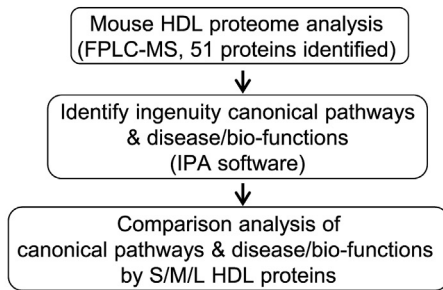 Mouse HDL proteome analysis
(FPLC-MS, 51 proteins identified)
Identify ingenuity canonical pathways
& disease/bio-functions
(IPA software)
Comparison analysis of
canonical pathways & disease/bio-functions
by S/M/L HDL proteins